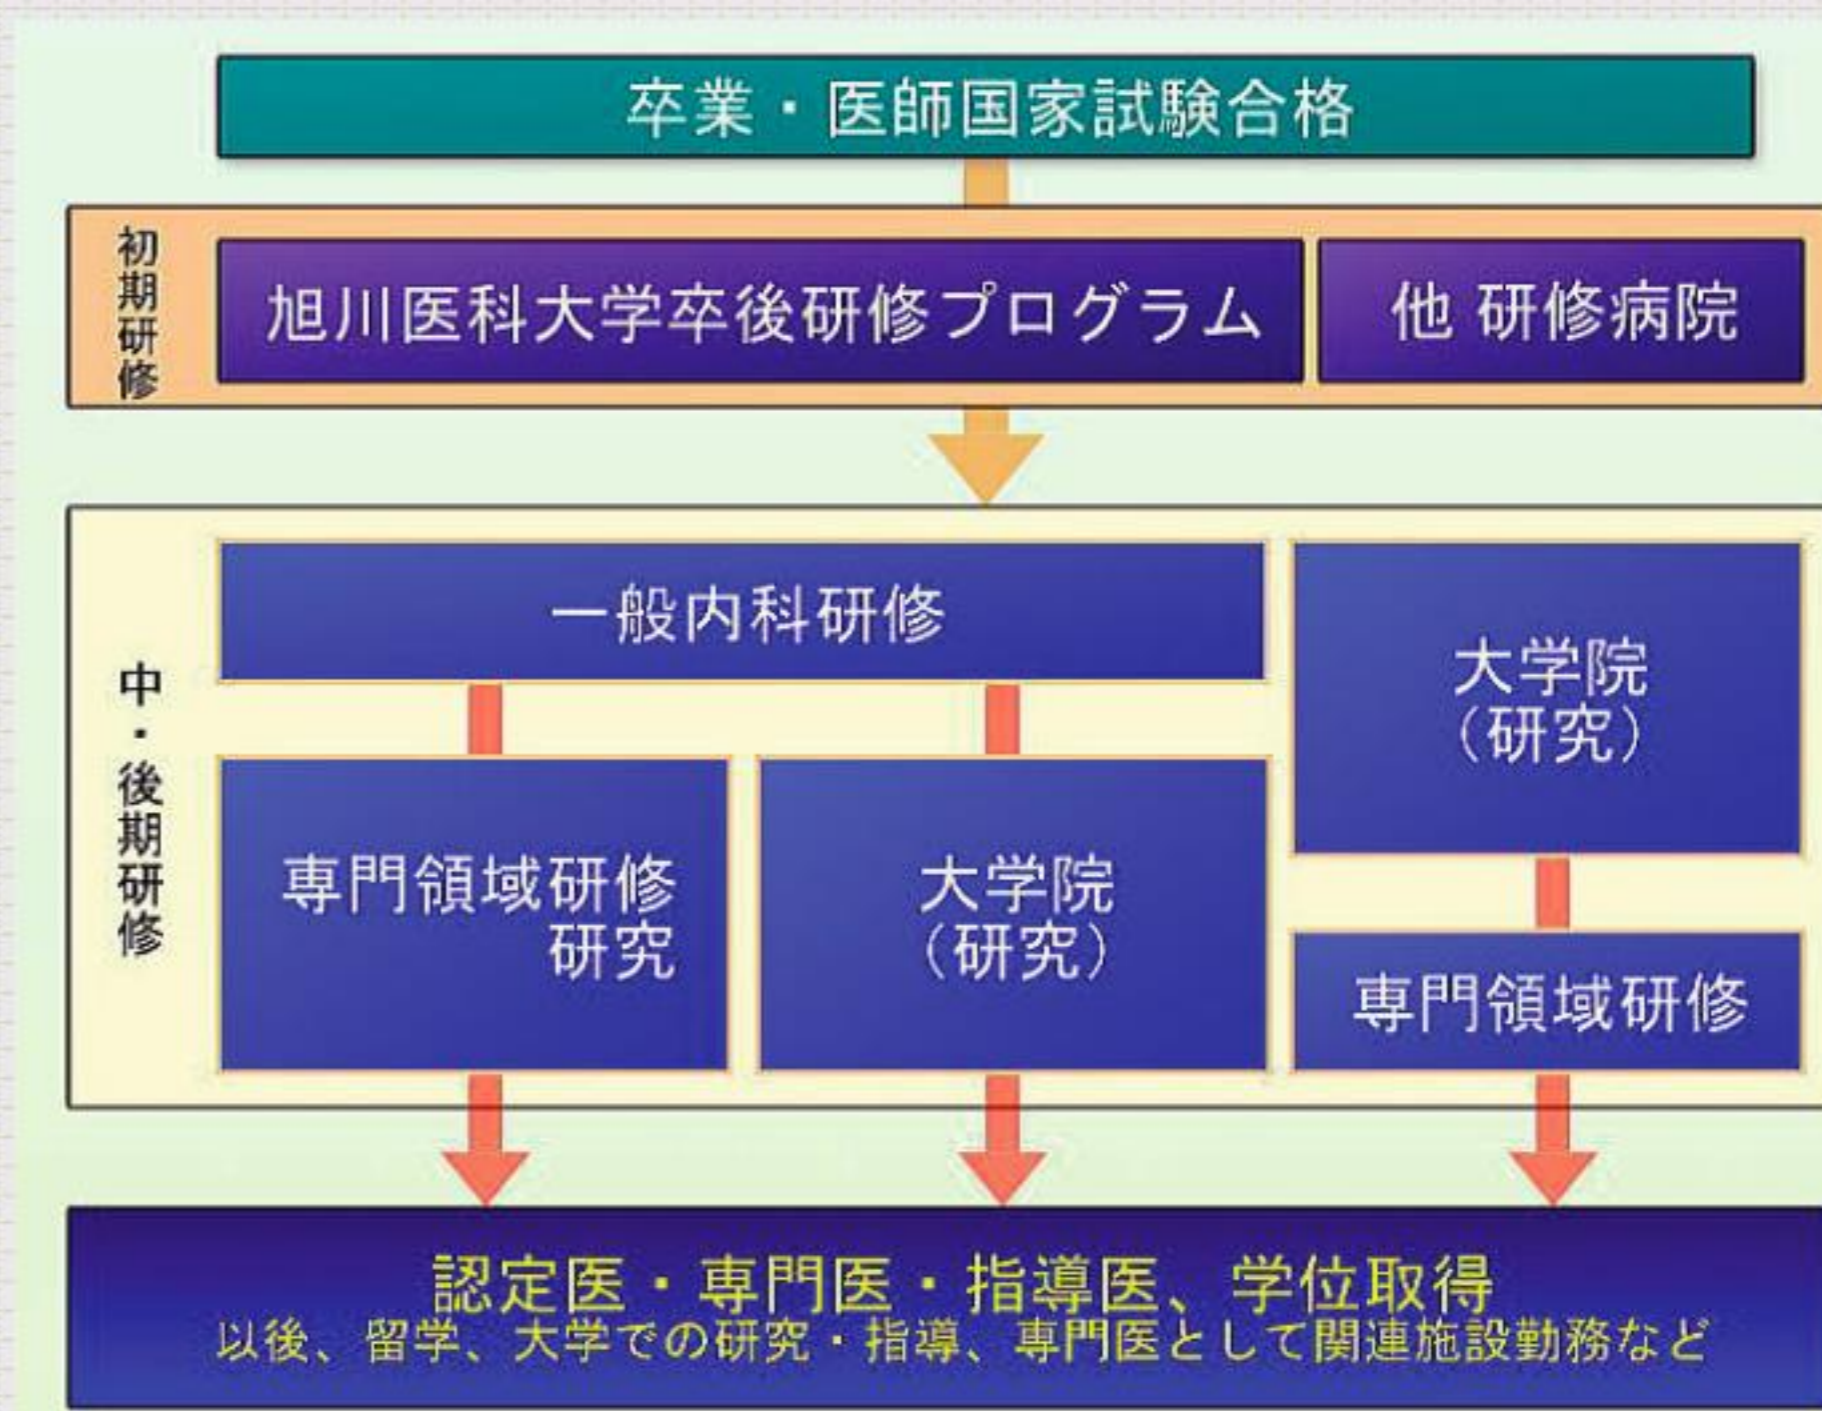 卒業・医師国家試験合格
初期研修
旭川医科大学卒後研修プログラム
他 研修病院
中・後期研修
一般内科研修
専門領域研修
研究
大学院
（研究）
大学院
（研究）
専門領域研修
認定医・専門医・指導医、学位取得
以後、留学、大学での研究・指導、専門医として関連施設勤務など